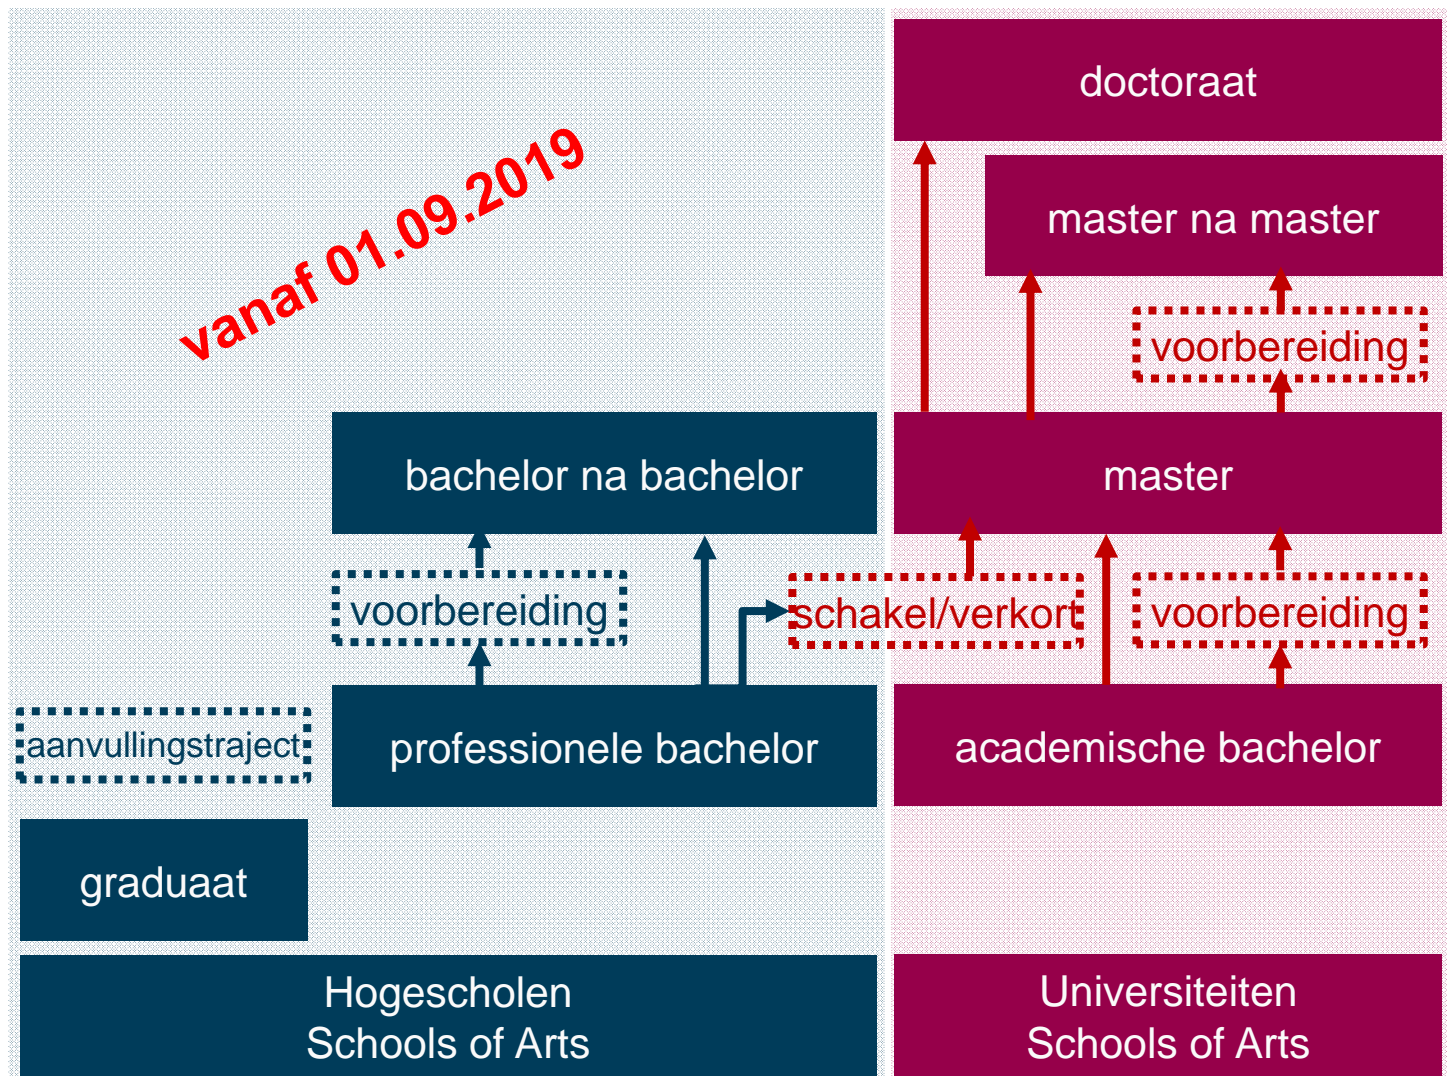 doctoraat
vanaf 01.09.2019
master na master
voorbereiding
bachelor na bachelor
master
voorbereiding
schakel/verkort
voorbereiding
aanvullingstraject
professionele bachelor
academische bachelor
graduaat
Hogescholen
Schools of Arts
Universiteiten
Schools of Arts